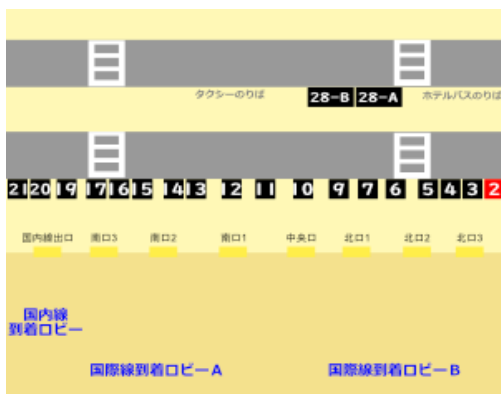 タクシーのりば 28-B 28-A ホテルバスのりば
21 20 19 17 16 15 14 13 12 11 10 9 7 6 5 4 3 2
国内線出口 南口3 南口2 南口1 中央口 北口1 北口2 北口3
国内線
到着ロビー
国際線到着ロビーA 国際線到着ロビーB